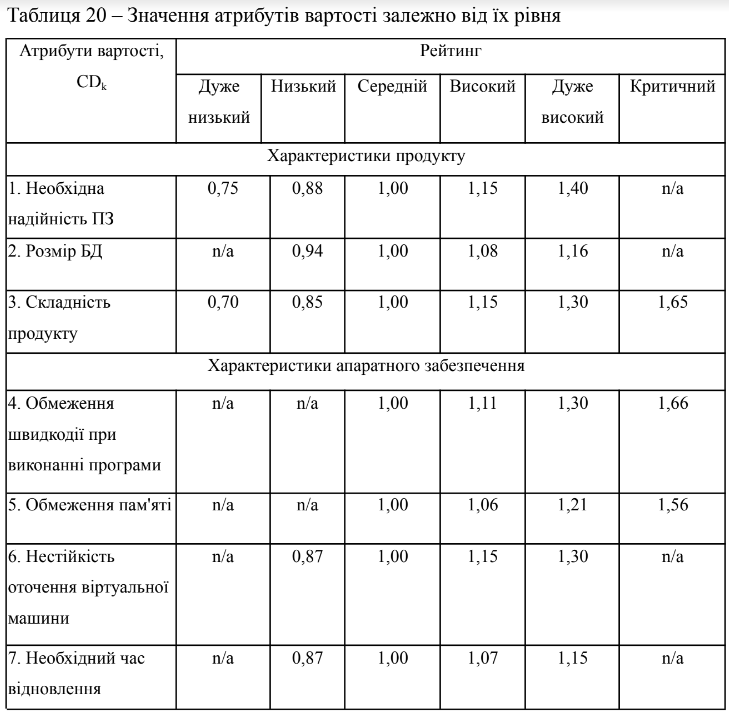 Таблиця 20 – Значення атрибутів вартості залежно від їх рівня
Атрибути вартості,
CDk
Рейтинг
Дуже
низький
Низький
Середній
Високий
Дуже
високий
Критичний
Характеристики продукту
1. Необхідна
надійність ПЗ
0,75
0,88
1,00
1,15
1,40
n/a
2. Розмір БД
n/a
0,94
1,00
1,08
1,16
n/a
3. Складність
продукту
0,70
0,85
1,00
1,15
1,30
1,65
Характеристики апаратного забезпечення
4. Обмеження
швидкодії при
виконанні програми
n/a
n/a
1,00
1,11
1,30
1,66
5. Обмеження пам'яті
n/a
n/a
1,00
1,06
1,21
1,56
6. Нестійкість
оточення віртуальної
машини
n/a
0,87
1,00
1,15
1,30
n/a
7. Необхідний час
відновлення
n/a
0,87
1,00
1,07
1,15
n/a